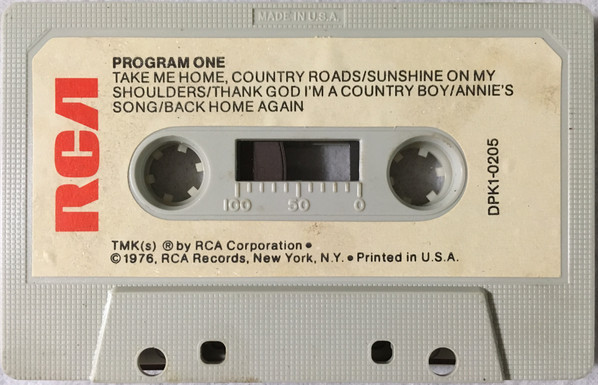 MADE IN U.S.A.
RCA
PROGRAM ONE
TAKE ME HOME, COUNTRY ROADS/SUNSHINE ON MY
SHOULDERS/THANK GOD I'M A COUNTRY BOY/ANNIE'S
SONG/BACK HOME AGAIN
100 50 0
DPK1-0205
TMK(s) ® by RCA Corporation •
©1976, RCA Records, New York, N.Y. • Printed in U.S.A.